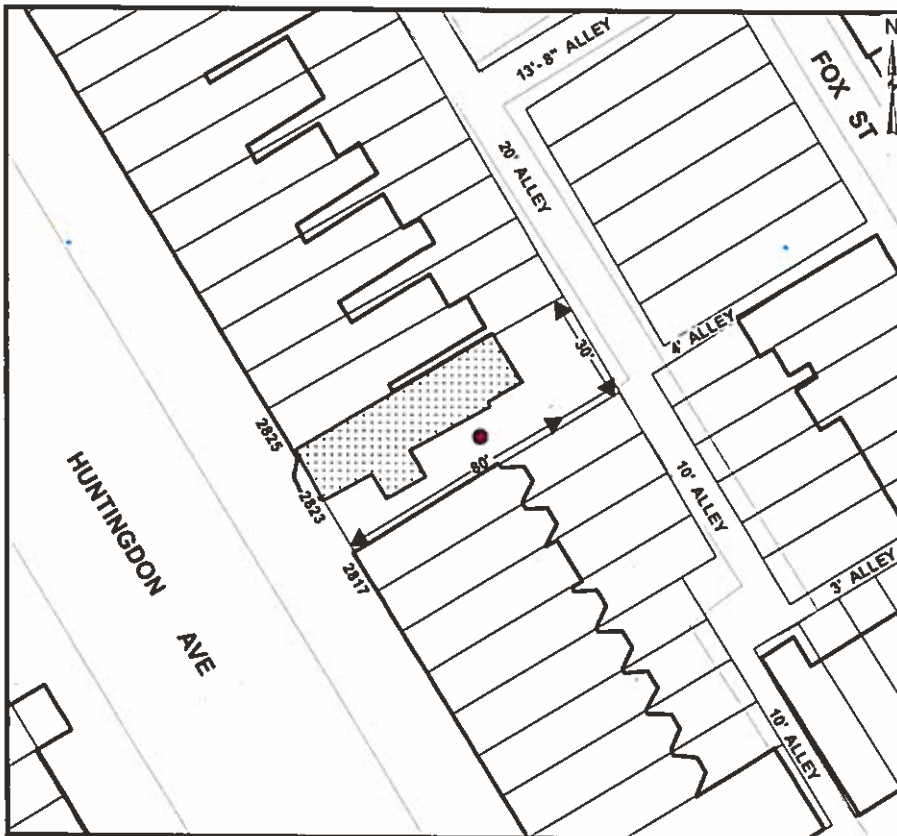 13'-8" ALLEY
FOX ST
N
20' ALLEY
4' ALLEY
30'
2825
80'
2823
10' ALLEY
HUNTINGDON AVE
2817
3' ALLEY
10' ALLEY